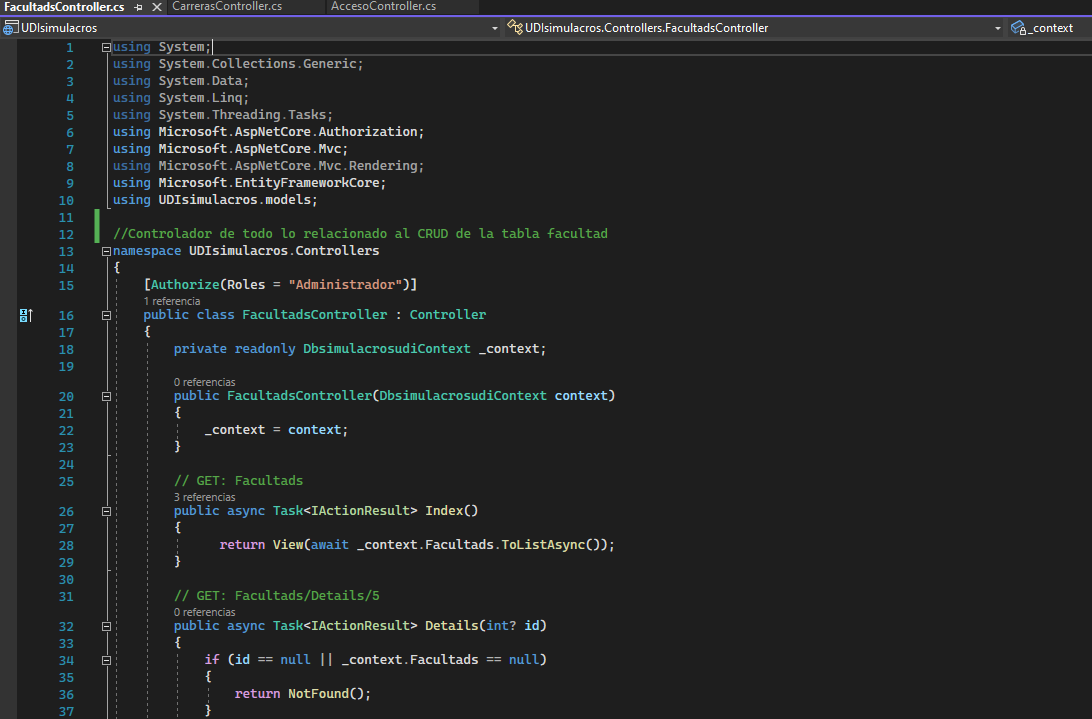 FacultadsController.cs CarrerasController.cs AccesoController.cs
UDIsimulacros UDIsimulacros.Controllers.FacultadsController _context
1 using System;
2 using System.Collections.Generic;
3 using System.Data;
4 using System.Linq;
5 using System.Threading.Tasks;
6 using Microsoft.AspNetCore.Authorization;
7 using Microsoft.AspNetCore.Mvc;
8 using Microsoft.AspNetCore.Mvc.Rendering;
9 using Microsoft.EntityFrameworkCore;
10 using UDIsimulacros.models;
11
12 //Controlador de todo lo relacionado al CRUD de la tabla facultad
13 namespace UDIsimulacros.Controllers
14 {
15 [Authorize(Roles = "Administrador")]
1 referencia
16 public class FacultadsController : Controller
17 {
18 private readonly DbsimulacrosudiContext _context;
19
0 referencias
20 public FacultadsController(DbsimulacrosudiContext context)
21 {
22 _context = context;
23 }
24
25 // GET: Facultads
3 referencias
26 public async Task<IActionResult> Index()
27 {
28 return View(await _context.Facultads.ToListAsync());
29 }
30
31 // GET: Facultads/Details/5
0 referencias
32 public async Task<IActionResult> Details(int? id)
33 {
34 if (id == null || _context.Facultads == null)
35 {
36 return NotFound();
37 }